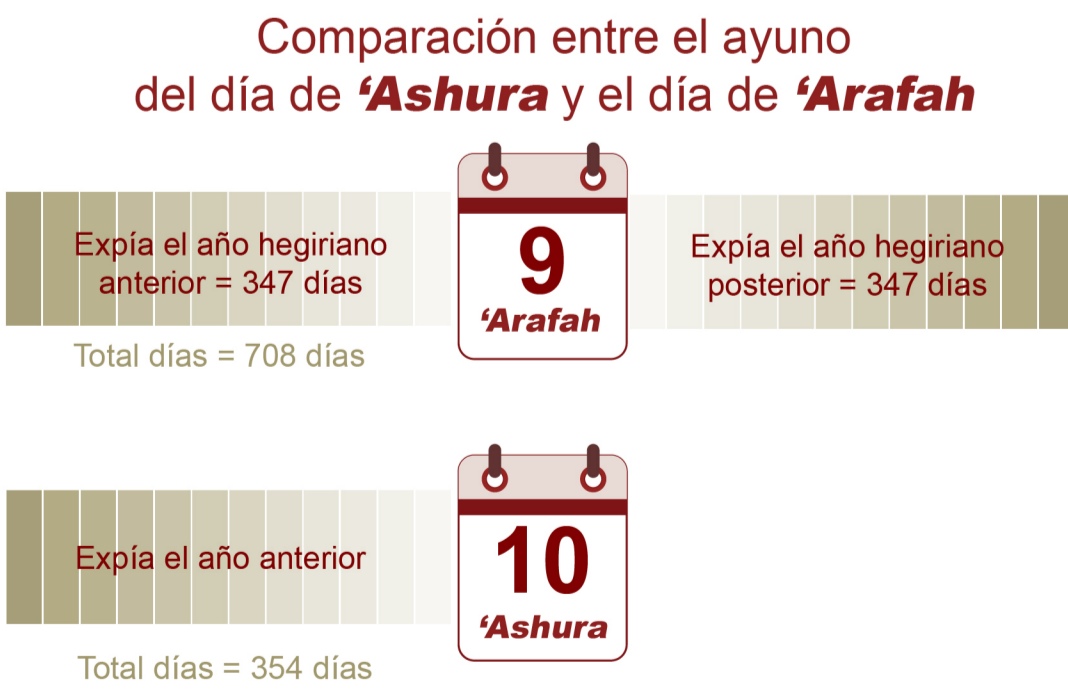 Comparación entre el ayuno
del día de ‘Ashura y el día de ‘Arafah
Expía el año hegiriano
anterior = 347 días
9
‘Arafah
Expía el año hegiriano
posterior = 347 días
Total días = 708 días
Expía el año anterior
10
‘Ashura
Total días = 354 días